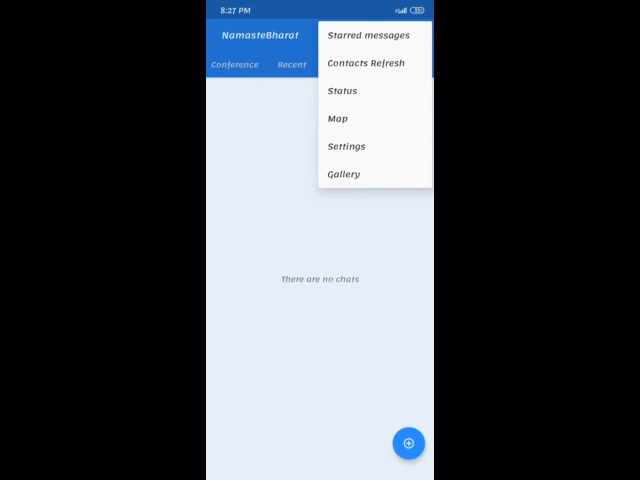 8:27 PM
NamasteBharat
Conference
Recent
Starred messages
Contacts Refresh
Status
Map
Settings
Gallery
There are no chats